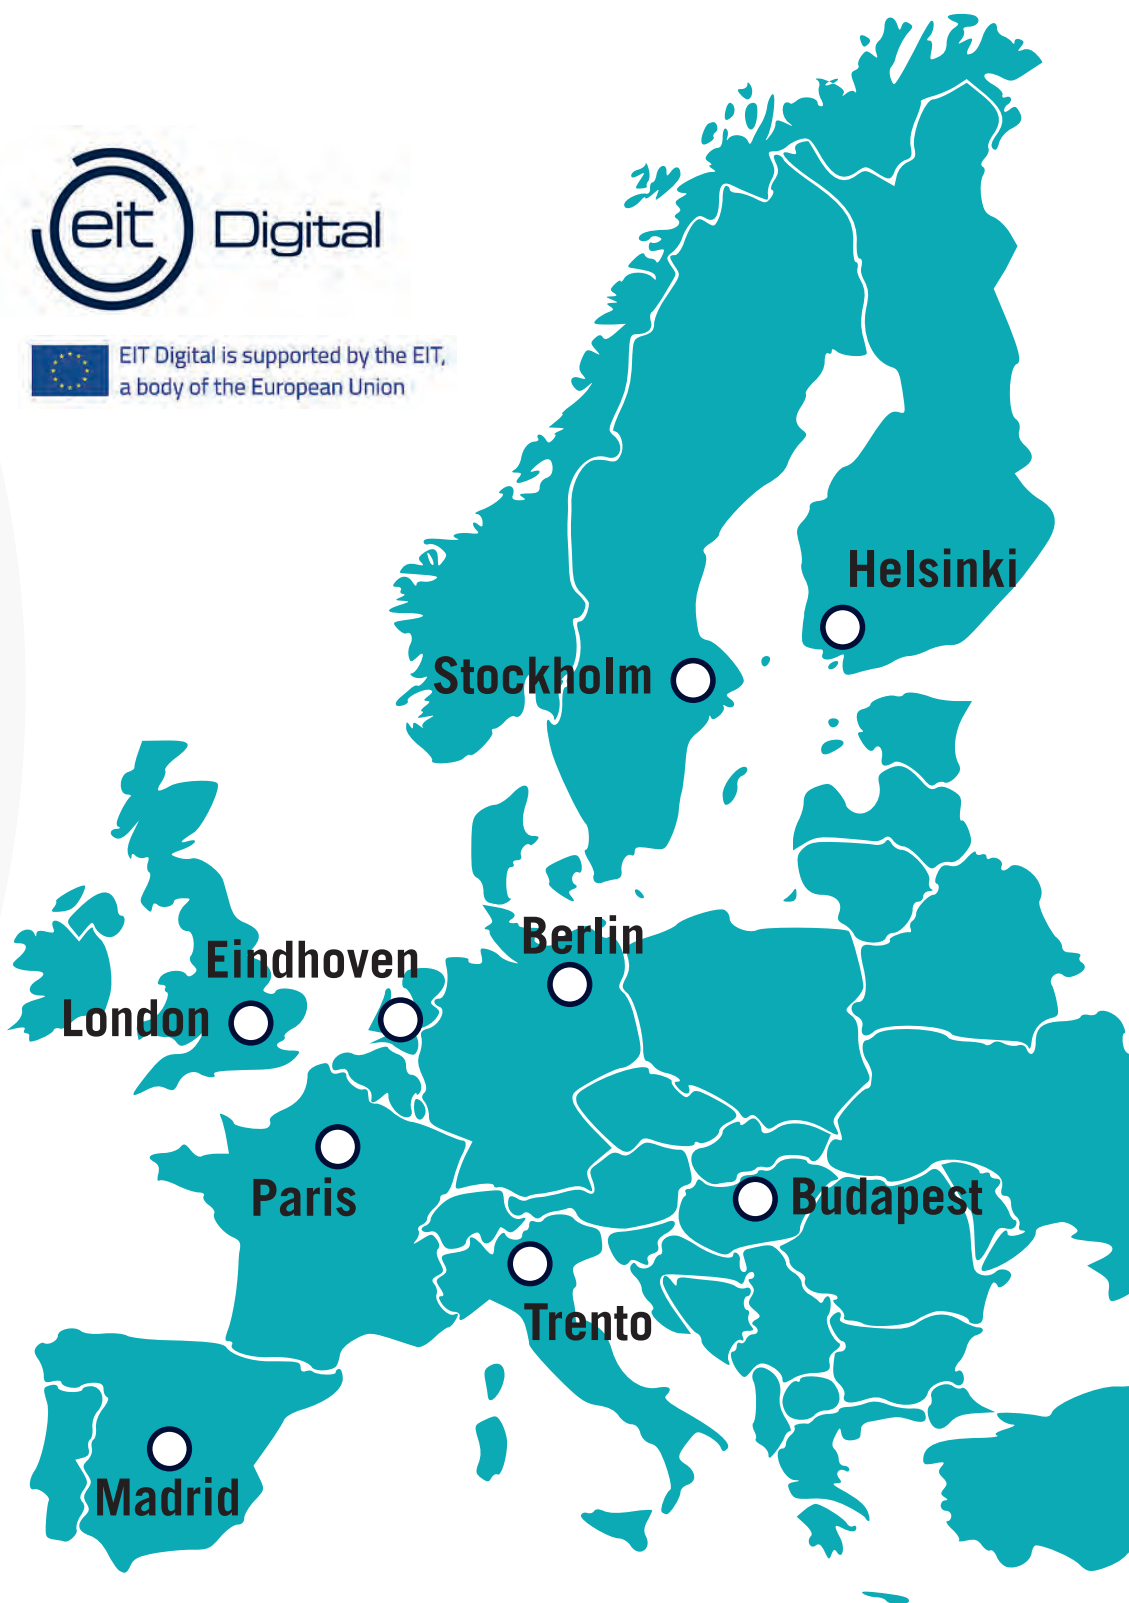 eit Digital
EIT Digital is supported by the EIT,
a body of the European Union
Helsinki
Stockholm
Berlin
Eindhoven
London
Paris
Budapest
Trento
Madrid